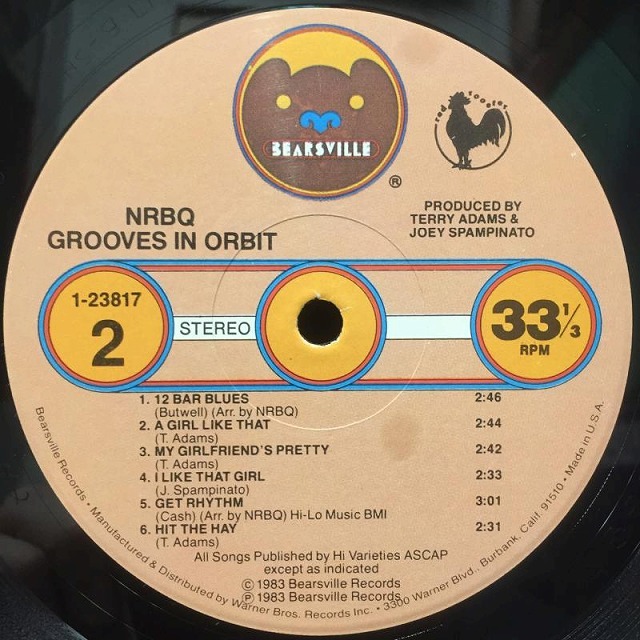 BEARSVILLE
®
red rooster
NRBQ
GROOVES IN ORBIT
PRODUCED BY
TERRY ADAMS &
JOEY SPAMPINATO
1-23817
2
STEREO
33 1/3
RPM
1. 12 BAR BLUES 2:46
(Butwell) (Arr. by NRBQ)
2. A GIRL LIKE THAT 2:44
(T. Adams)
3. MY GIRLFRIEND'S PRETTY 2:42
(T. Adams)
4. I LIKE THAT GIRL 2:33
(J. Spampinato)
5. GET RHYTHM 3:01
(Cash) (Arr. by NRBQ) Hi-Lo Music BMI
6. HIT THE HAY 2:31
(T. Adams)
All Songs Published by Hi Varieties ASCAP
except as indicated
© 1983 Bearsville Records
℗ 1983 Bearsville Records
Bearsville Records • Manufactured & Distributed by Warner Bros. Records Inc. • 3300 Warner Blvd., Burbank, Calif. 91510 • Made in U.S.A.